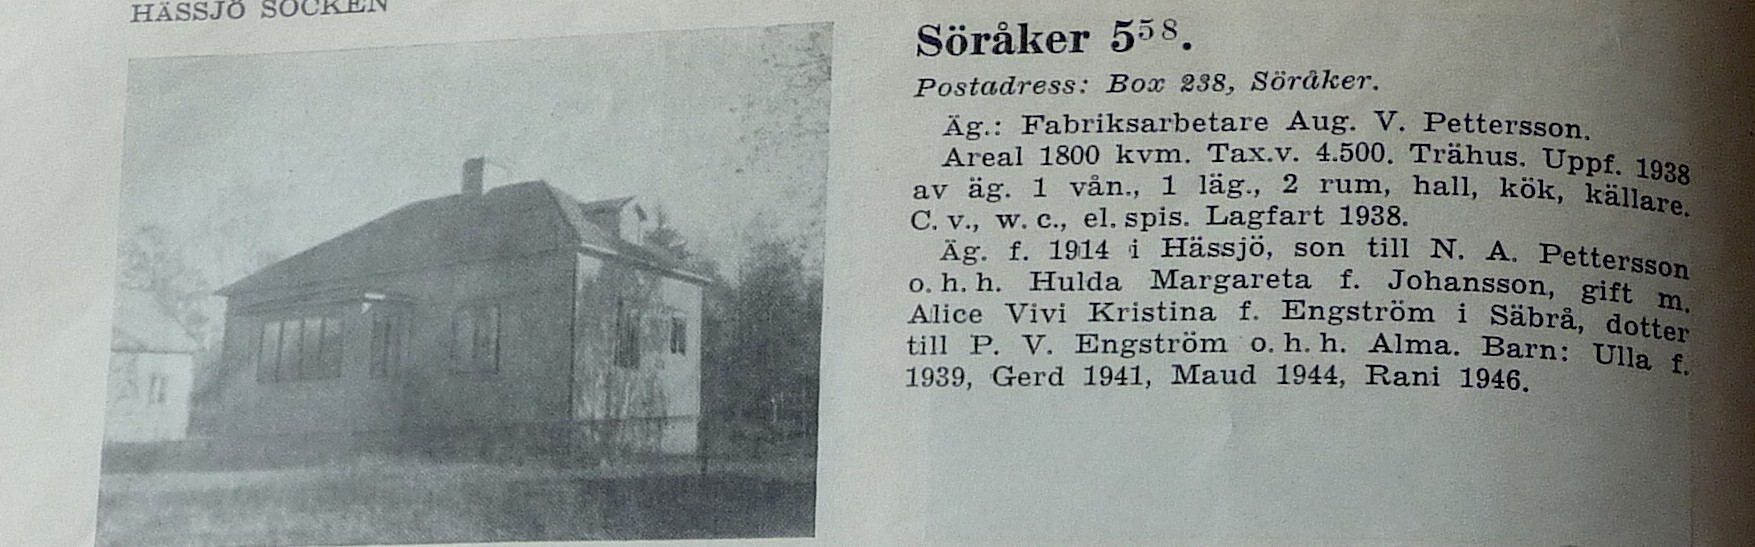 HÄSSJÖ SOCKEN
Söråker 5⁵⁸.
Postadress: Box 238, Söråker.
Äg.: Fabriksarbetare Aug. V. Pettersson.
Areal 1800 kvm. Tax.v. 4.500. Trähus. Uppf. 1938
av äg. 1 vån., 1 läg., 2 rum, hall, kök, källare.
C. v., w. c., el. spis. Lagfart 1938.
Äg. f. 1914 i Hässjö, son till N. A. Pettersson
o. h. h. Hulda Margareta f. Johansson, gift m.
Alice Vivi Kristina f. Engström i Säbrå, dotter
till P. V. Engström o. h. h. Alma. Barn: Ulla f.
1939, Gerd 1941, Maud 1944, Rani 1946.